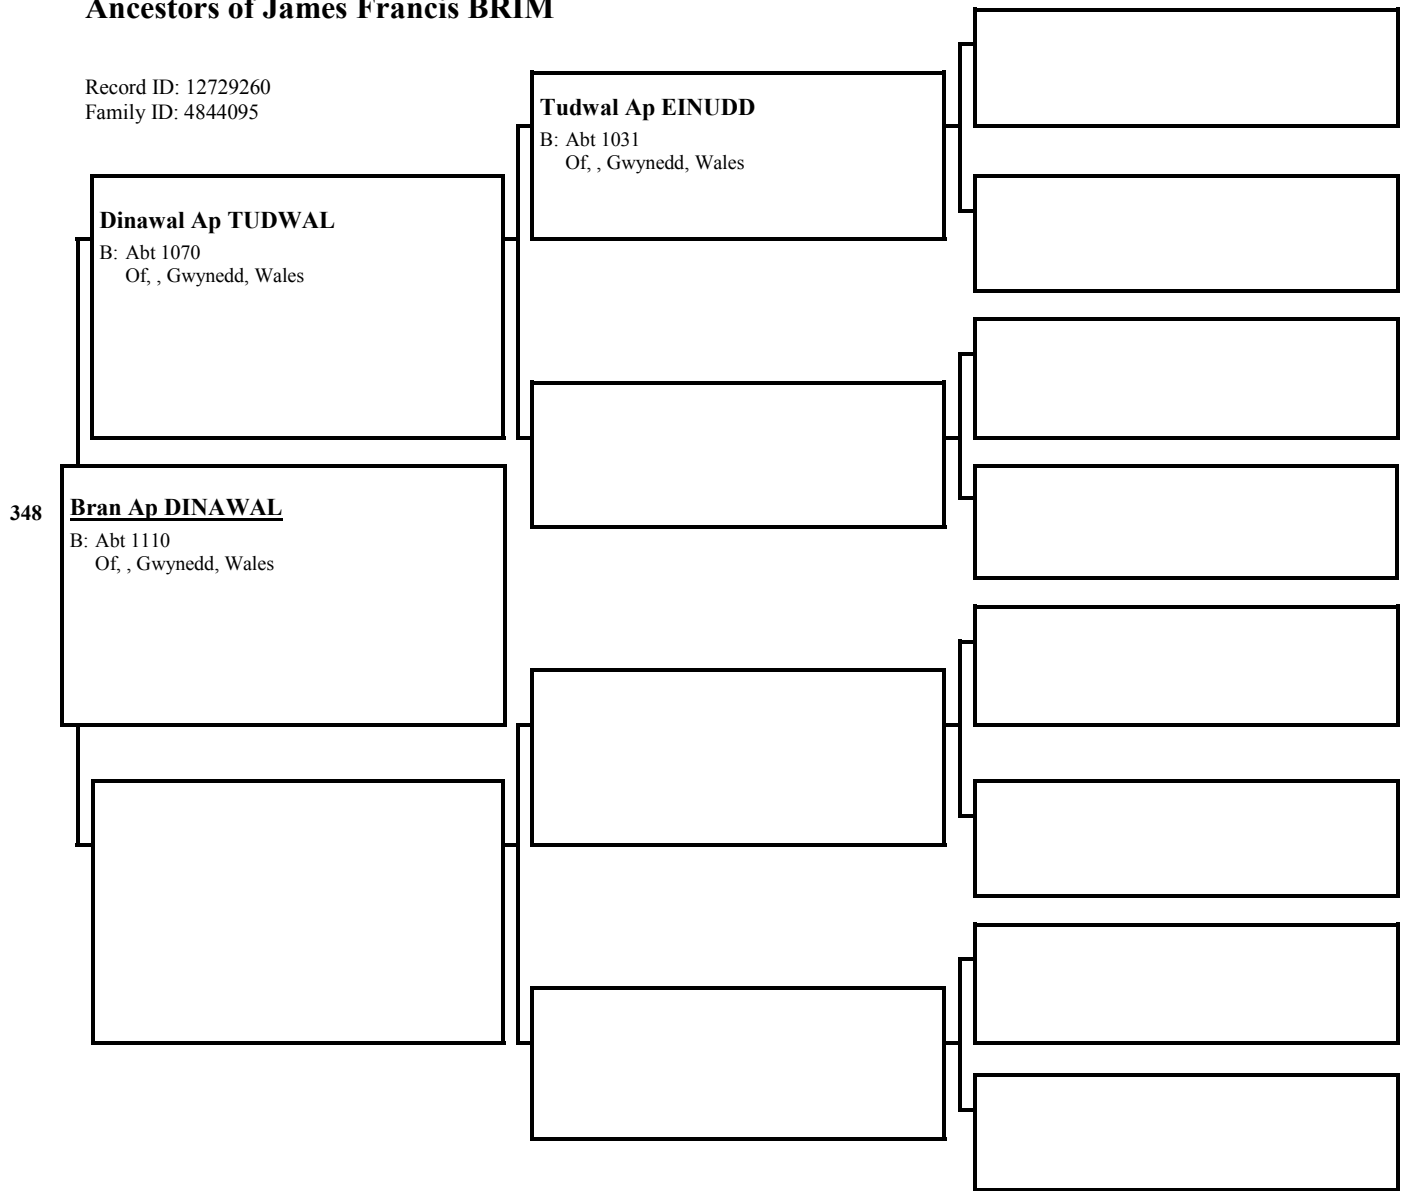 Ancestors of James Francis BRIM
Record ID: 12729260
Family ID: 4844095
Tudwal Ap EINUDD
B: Abt 1031
Of, , Gwynedd, Wales
Dinawal Ap TUDWAL
B: Abt 1070
Of, , Gwynedd, Wales
348
Bran Ap DINAWAL
B: Abt 1110
Of, , Gwynedd, Wales